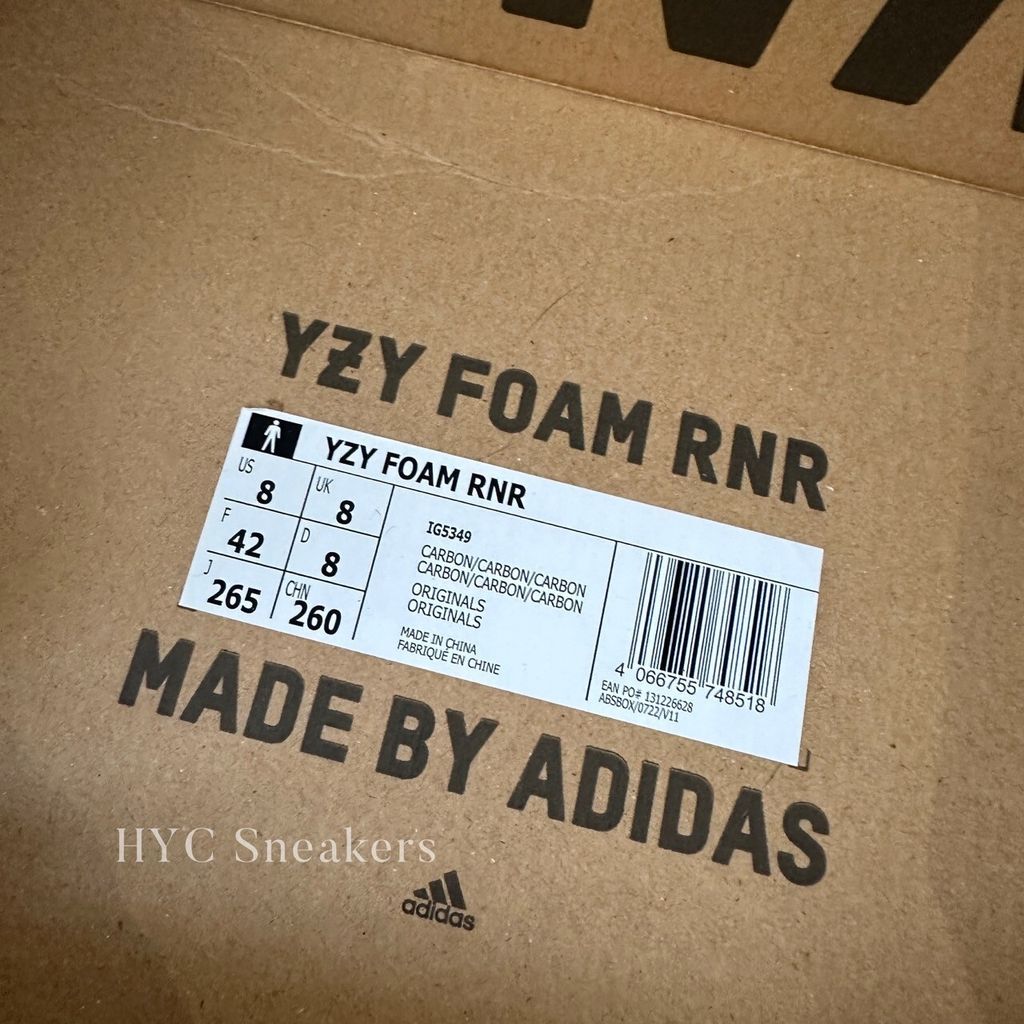 YZY FOAM RNR
YZY FOAM RNR
US 8 UK 8
F 42 D 8
J 265 CHN 260
IG5349
CARBON/CARBON/CARBON
CARBON/CARBON/CARBON
ORIGINALS
ORIGINALS
MADE IN CHINA
FABRIQUÉ EN CHINE
4 066755 748518
EAN PO# 131226628
ABSBOX/0722/V11
MADE BY ADIDAS
HYC Sneakers
adidas